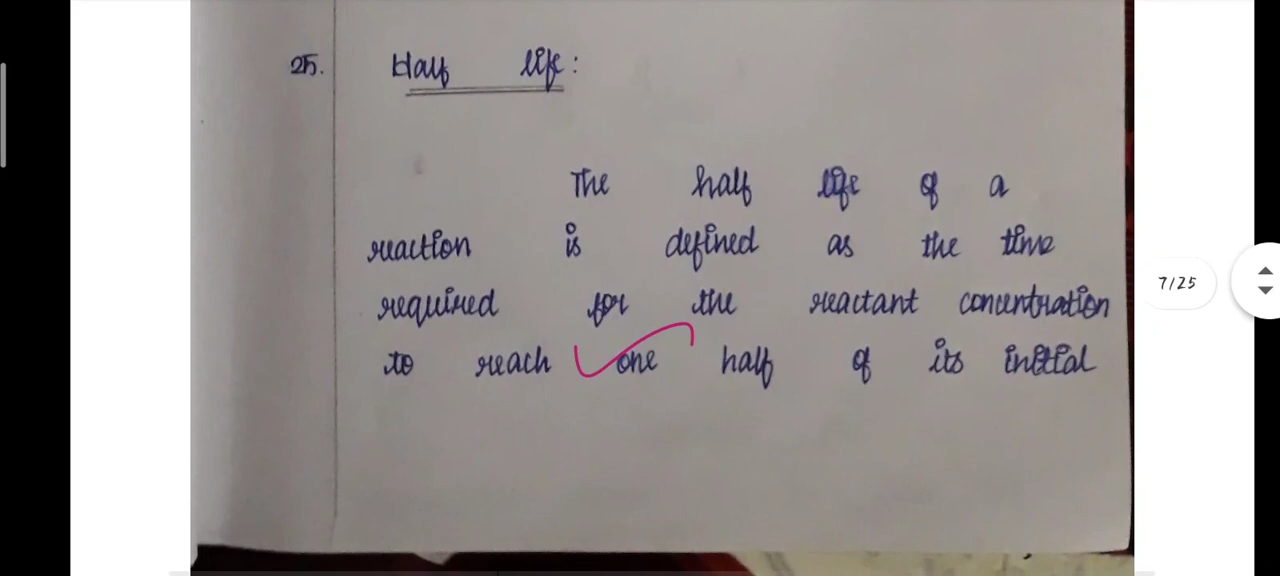 25. Half life:
The half life of a
reaction is defined as the time
required for the reactant concentration
to reach one half of its initial
7/25